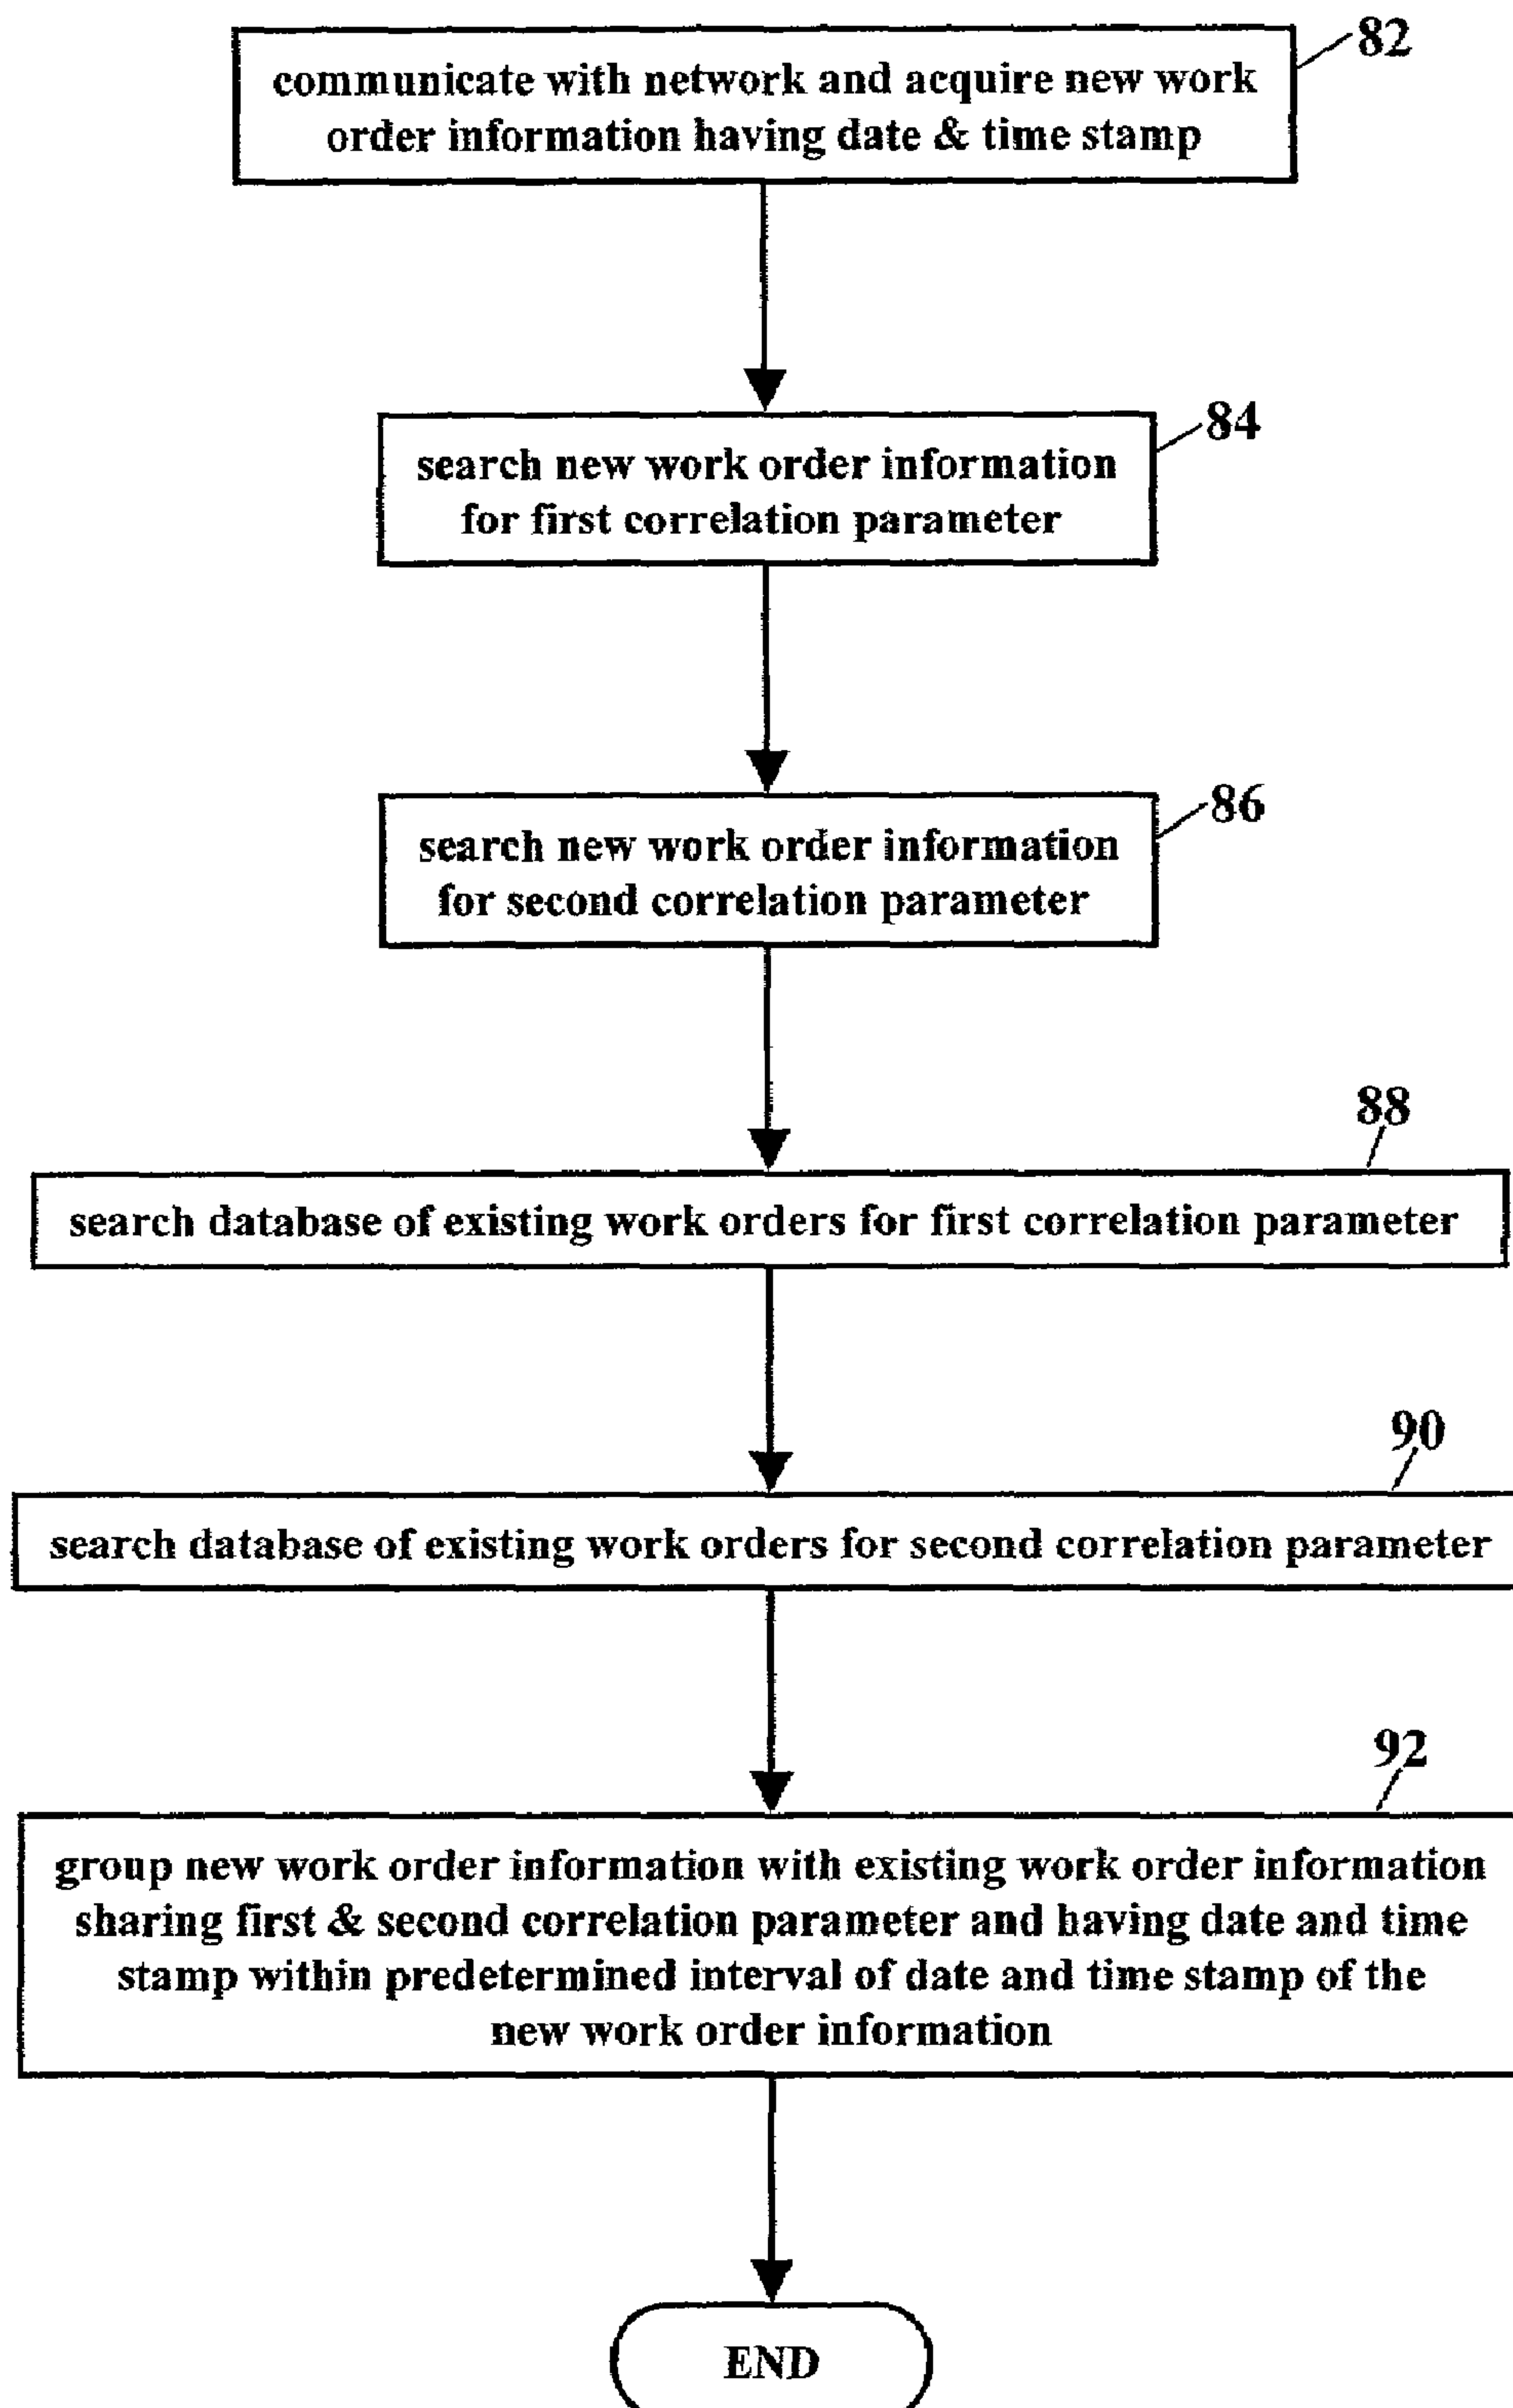 82
communicate with network and acquire new work
order information having date & time stamp
84
search new work order information
for first correlation parameter
86
search new work order information
for second correlation parameter
88
search database of existing work orders for first correlation parameter
90
search database of existing work orders for second correlation parameter
92
group new work order information with existing work order information
sharing first & second correlation parameter and having date and time
stamp within predetermined interval of date and time stamp of the
new work order information
END